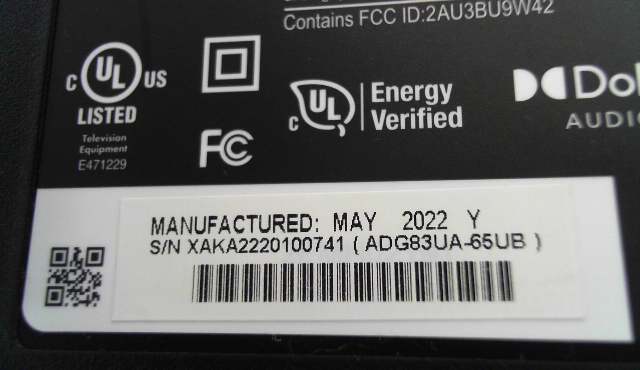 Contains FCC ID:2AU3BU9W42
C UL US
LISTED
Television
Equipment
E471229
FC
c UL Energy
Verified
AUDIO
MANUFACTURED: MAY 2022 Y
S/N XAKA2220100741 ( ADG83UA-65UB )